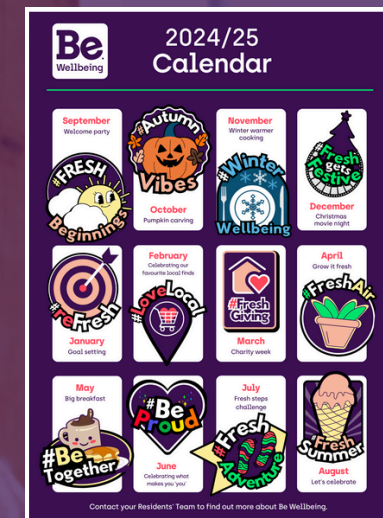 Be
Wellbeing
2024/25
Calendar
September
Welcome party
#FRESH
Beginnings
#Autumn
Vibes
October
Pumpkin carving
November
Winter warmer
cooking
#Winter
Wellbeing
#Fresh
gets
Festive
December
Christmas
movie night
#reFresh
January
Goal setting
February
Celebrating our
favourite local finds
#LoveLocal
#Fresh
Giving
March
Charity week
April
Grow it fresh
#FreshAir
May
Big breakfast
#Be
Together
#Be
Proud
June
Celebrating what
makes you 'you'
July
Fresh steps
challenge
#Fresh
Adventure
#Fresh
Summer
August
Let's celebrate
Contact your Residents' Team to find out more about Be Wellbeing.